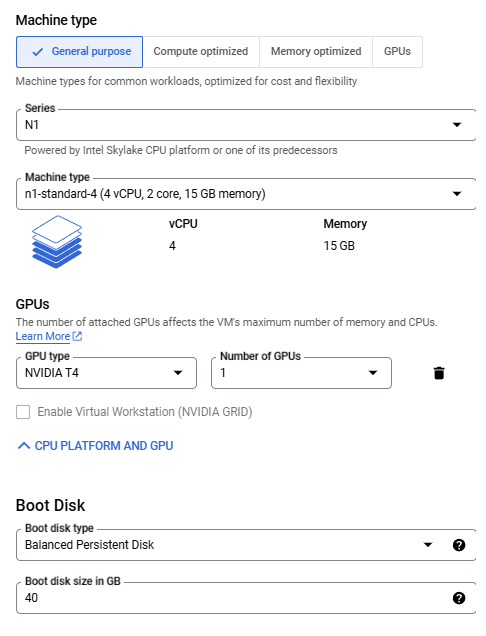 Machine type
General purpose
Compute optimized
Memory optimized
GPUs
Machine types for common workloads, optimized for cost and flexibility
Series
N1
Powered by Intel Skylake CPU platform or one of its predecessors
Machine type
n1-standard-4 (4 vCPU, 2 core, 15 GB memory)
vCPU
Memory
4
15 GB
GPUs
The number of attached GPUs affects the VM's maximum number of memory and CPUs.
Learn More
GPU type
NVIDIA T4
Number of GPUs
1
Enable Virtual Workstation (NVIDIA GRID)
CPU PLATFORM AND GPU
Boot Disk
Boot disk type
Balanced Persistent Disk
Boot disk size in GB
40